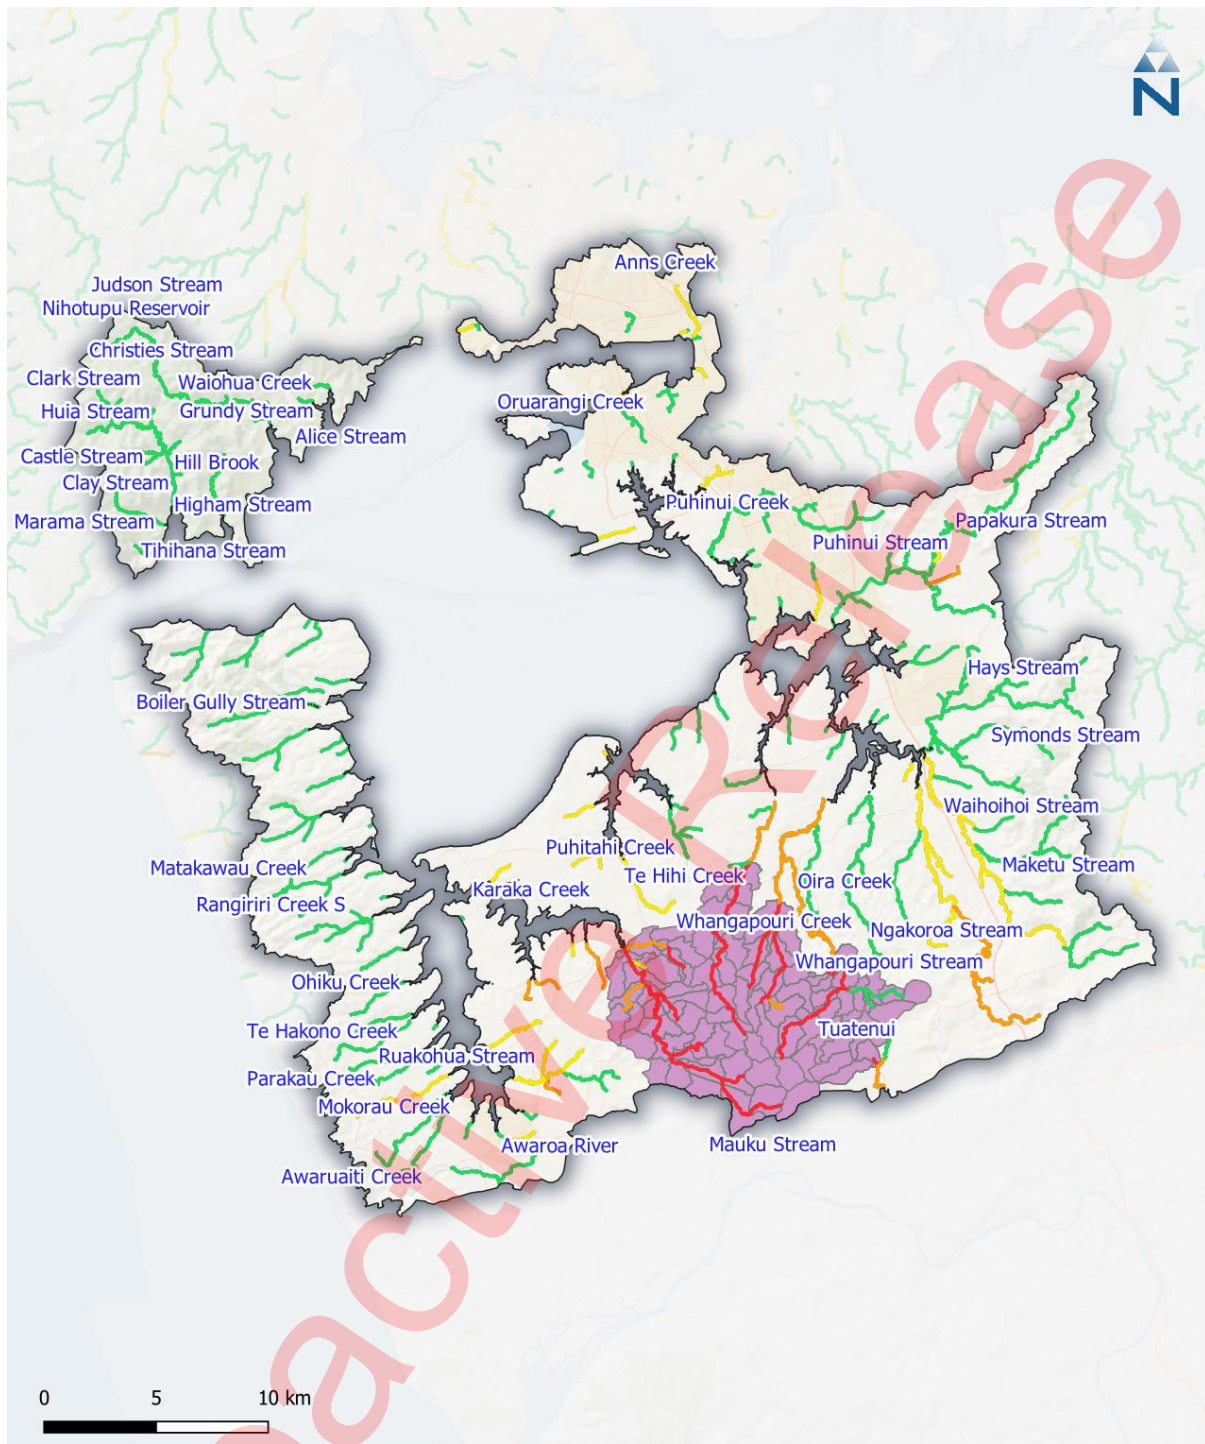 N
Anns Creek
Judson Stream
Nihotupu Reservoir
Christies Stream
Clark Stream
Waiohua Creek
Huia Stream
Grundy Stream
Oruarangi Creek
Alice Stream
Castle Stream
Hill Brook
Clay Stream
Higham Stream
Puhinui Creek
Marama Stream
Papakura Stream
Tihihana Stream
Puhinui Stream
Hays Stream
Boiler Gully Stream
Symonds Stream
Waihoihoi Stream
Puhitahi Creek
Matakawau Creek
Te Hihi Creek
Maketu Stream
Karaka Creek
Oira Creek
Rangiriri Creek S
Whangapouri Creek
Ngakoroa Stream
Whangapouri Stream
Ohiku Creek
Te Hakono Creek
Tuatenui
Ruakohua Stream
Parakau Creek
Mokorau Creek
Awaroa River
Mauku Stream
Awaruaiti Creek
0 5 10 km
active Release